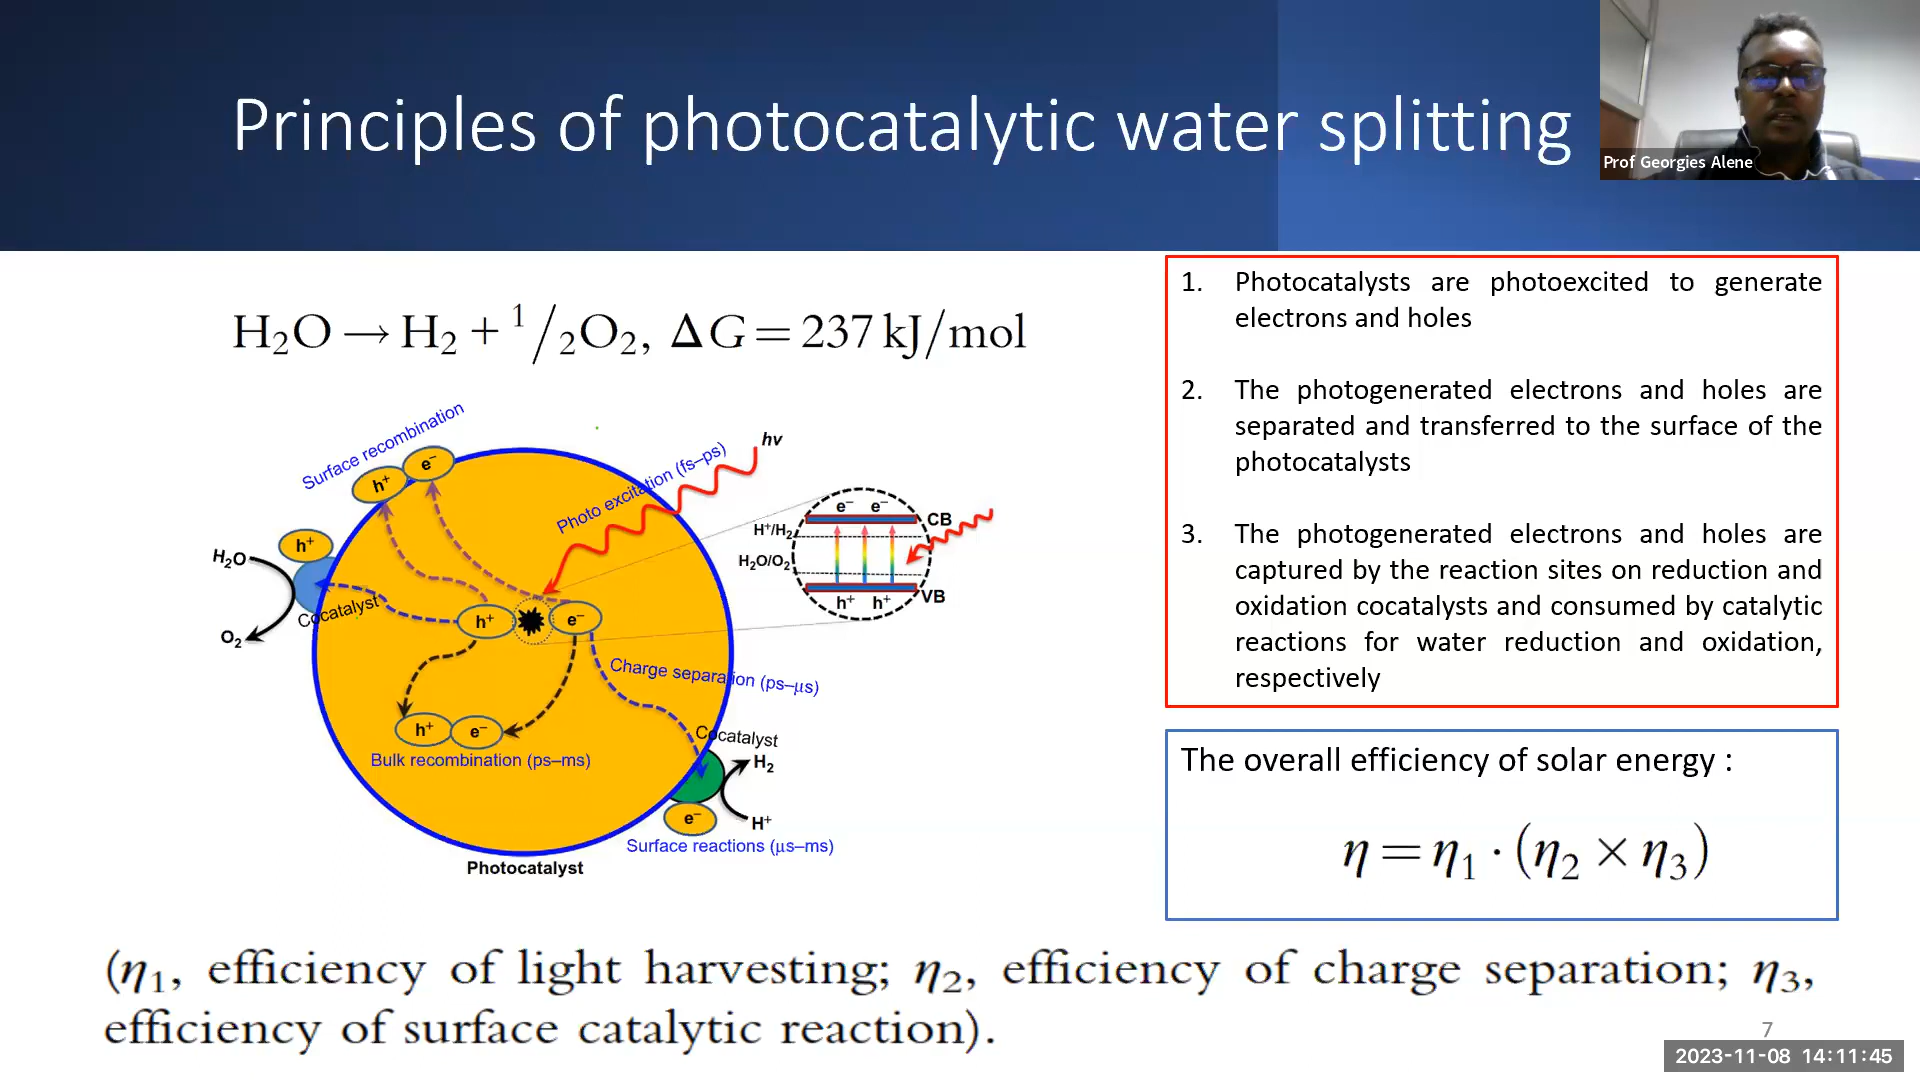 Principles of photocatalytic water splitting
Prof Georgies Alene
H₂O → H₂ + ¹/₂O₂, ΔG = 237 kJ/mol
1. Photocatalysts are photoexcited to generate
electrons and holes
2. The photogenerated electrons and holes are
separated and transferred to the surface of the
photocatalysts
3. The photogenerated electrons and holes are
captured by the reaction sites on reduction and
oxidation cocatalysts and consumed by catalytic
reactions for water reduction and oxidation,
respectively
Surface recombination
h⁺ e⁻
Photo excitation (fs–ps)
hν
e⁻ e⁻
CB
H⁺/H₂
H₂O/O₂
h⁺ h⁺
VB
h⁺
H₂O
O₂
Cocatalyst
h⁺ e⁻
Charge separation (ps–μs)
h⁺ e⁻
Bulk recombination (ps–ms)
Cocatalyst
H₂
H⁺
e⁻
Surface reactions (μs–ms)
Photocatalyst
The overall efficiency of solar energy :
η = η₁ · (η₂ × η₃)
(η₁, efficiency of light harvesting; η₂, efficiency of charge separation; η₃,
efficiency of surface catalytic reaction).
7
2023-11-08 14:11:45